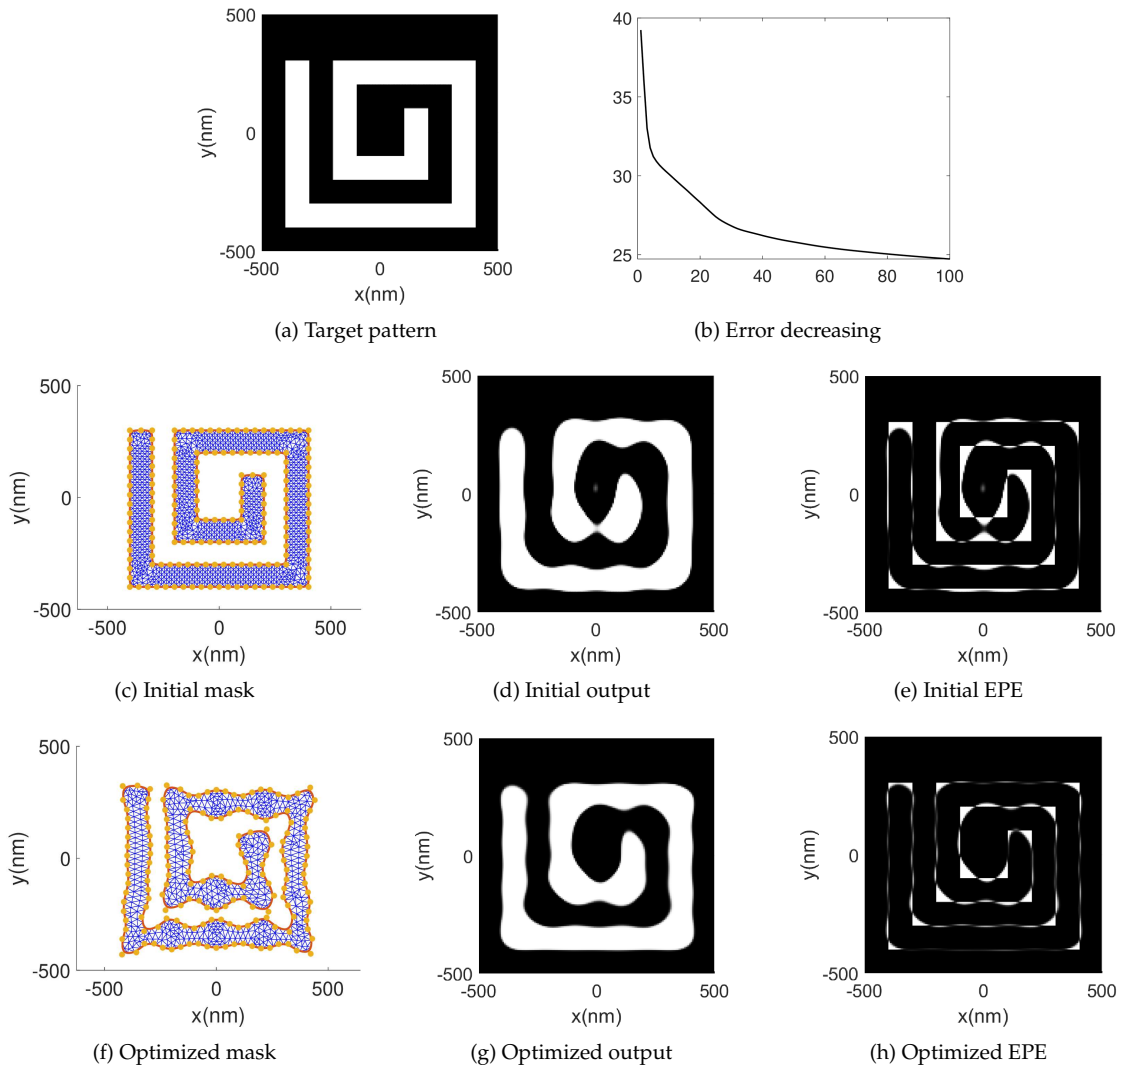 500
0
-500
y(nm)
-500
0
500
x(nm)
(a) Target pattern
40
35
30
25
0
20
40
60
80
100
(b) Error decreasing
500
0
-500
y(nm)
-500
0
500
x(nm)
(c) Initial mask
500
0
-500
y(nm)
-500
0
500
x(nm)
(d) Initial output
500
0
-500
y(nm)
-500
0
500
x(nm)
(e) Initial EPE
500
0
-500
y(nm)
-500
0
500
x(nm)
(f) Optimized mask
500
0
-500
y(nm)
-500
0
500
x(nm)
(g) Optimized output
500
0
-500
y(nm)
-500
0
500
x(nm)
(h) Optimized EPE